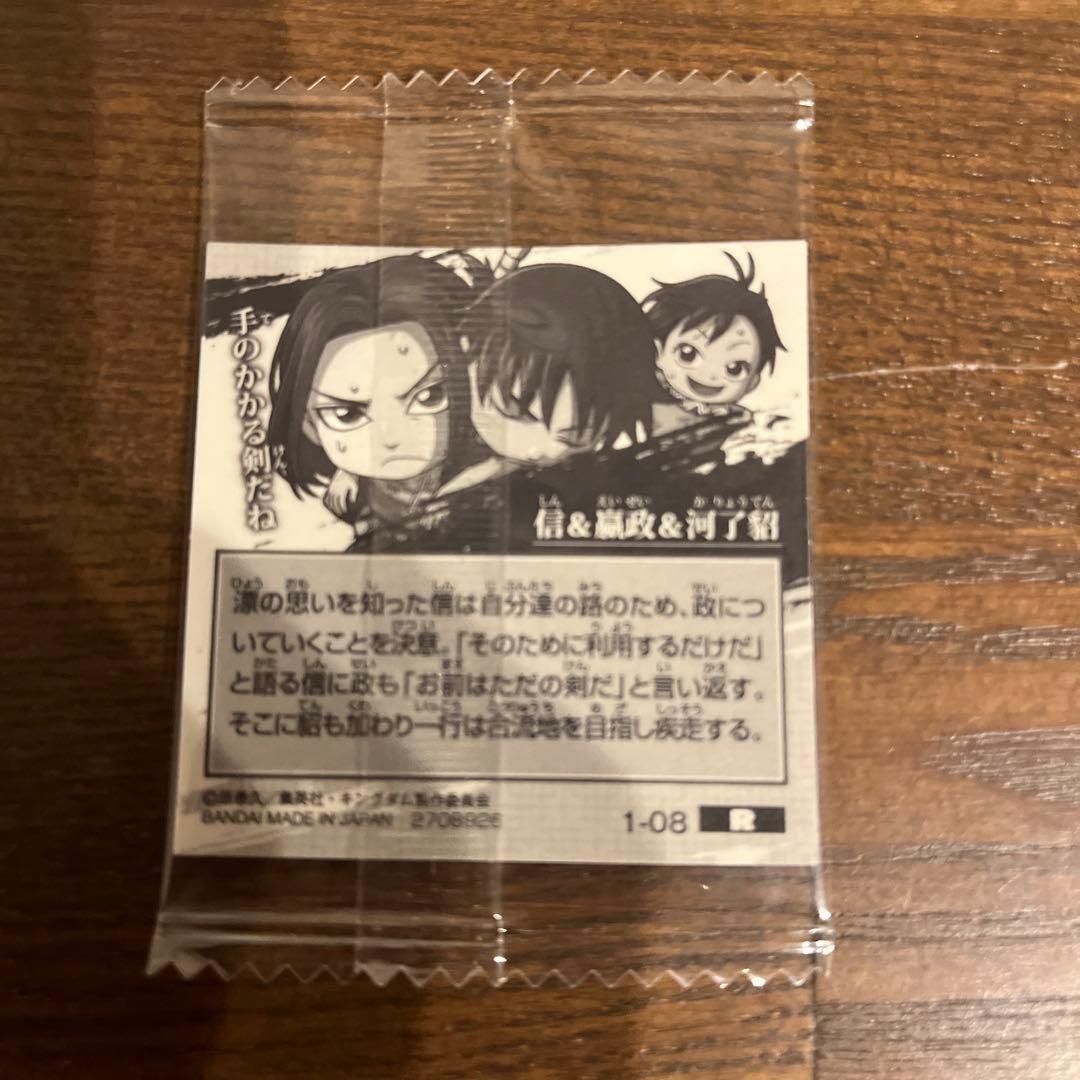 手のかかる剣だね
信&嬴政&河了貂
漂の思いを知った信は自分達の路のため、政につ
いていくことを決意。「そのために利用するだけだ」
と語る信に政も「お前はただの剣だ」と言い返す。
そこに貂も加わり一行は合流地を目指し疾走する。
©原泰久/集英社・キングダム製作委員会
BANDAI MADE IN JAPAN 2708926
1-08 R